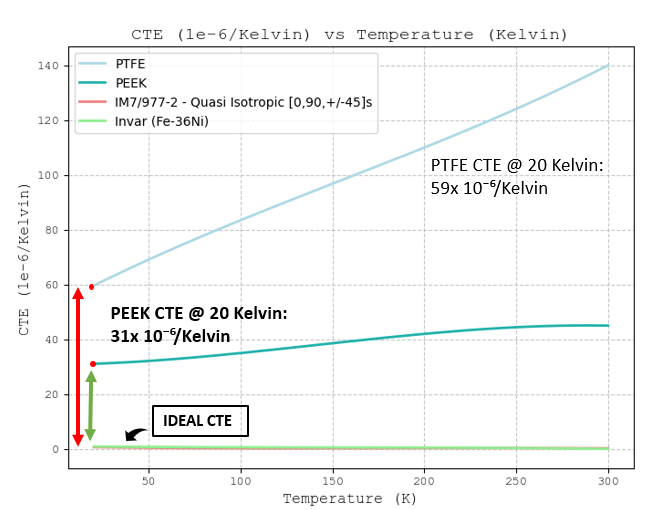 CTE (1e-6/Kelvin) vs Temperature (Kelvin)
PTFE
PEEK
IM7/977-2 - Quasi Isotropic [0,90,+/-45]s
Invar (Fe-36Ni)
140
120
100
80
60
40
20
0
CTE (1e-6/Kelvin)
PTFE CTE @ 20 Kelvin:
59x 10⁻⁶/Kelvin
PEEK CTE @ 20 Kelvin:
31x 10⁻⁶/Kelvin
IDEAL CTE
50
100
150
200
250
300
Temperature (K)